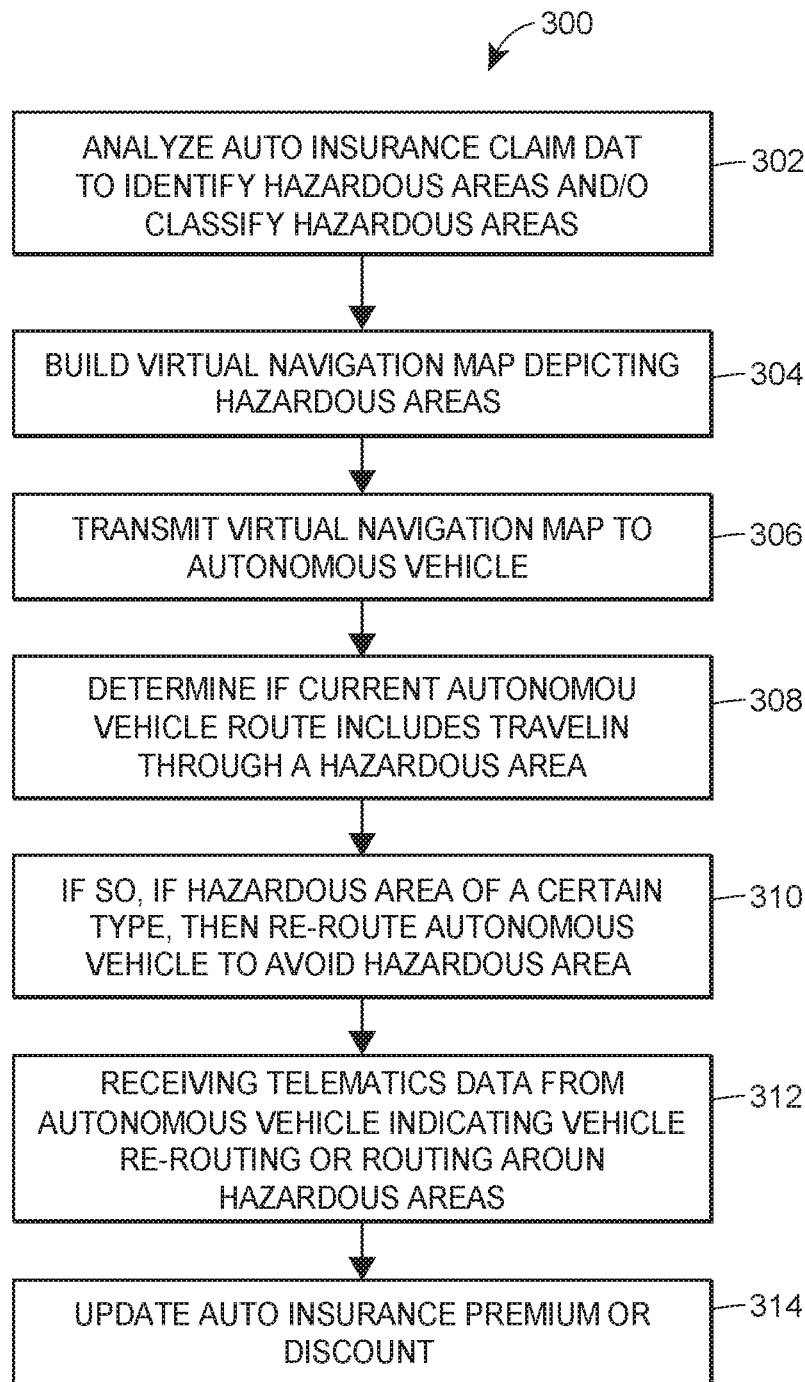 300
ANALYZE AUTO INSURANCE CLAIM DAT
TO IDENTIFY HAZARDOUS AREAS AND/O
CLASSIFY HAZARDOUS AREAS
302
BUILD VIRTUAL NAVIGATION MAP DEPICTING
HAZARDOUS AREAS
304
TRANSMIT VIRTUAL NAVIGATION MAP TO
AUTONOMOUS VEHICLE
306
DETERMINE IF CURRENT AUTONOMOU
VEHICLE ROUTE INCLUDES TRAVELIN
THROUGH A HAZARDOUS AREA
308
IF SO, IF HAZARDOUS AREA OF A CERTAIN
TYPE, THEN RE-ROUTE AUTONOMOUS
VEHICLE TO AVOID HAZARDOUS AREA
310
RECEIVING TELEMATICS DATA FROM
AUTONOMOUS VEHICLE INDICATING VEHICLE
RE-ROUTING OR ROUTING AROUN
HAZARDOUS AREAS
312
UPDATE AUTO INSURANCE PREMIUM OR
DISCOUNT
314